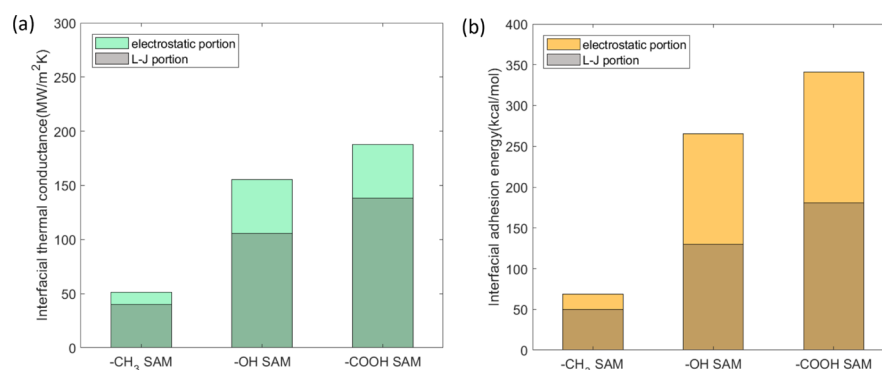 (a)
Interfacial thermal conductance(MW/m²K)
300
250
200
150
100
50
0
electrostatic portion
L-J portion
-CH₃ SAM
-OH SAM
-COOH SAM
(b)
Interfacial adhesion energy(kcal/mol)
400
350
300
250
200
150
100
50
0
electrostatic portion
L-J portion
-CH₃ SAM
-OH SAM
-COOH SAM